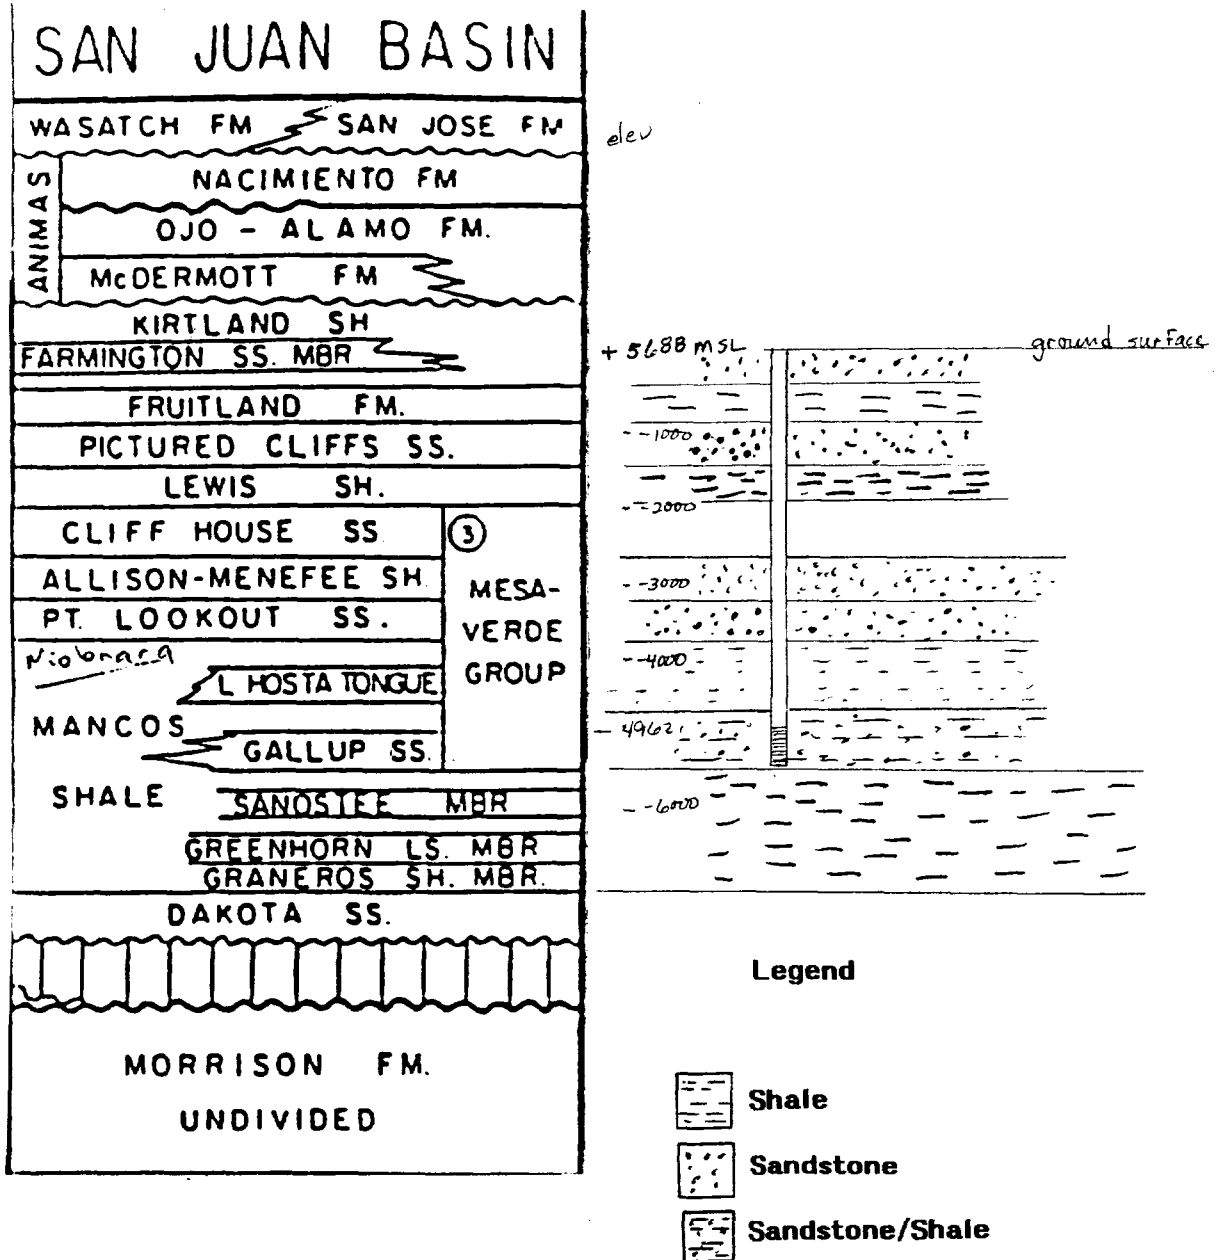 SAN JUAN BASIN
WASATCH FM
SAN JOSE FM
elev
ANIMAS
NACIMIENTO FM
OJO - ALAMO FM.
McDERMOTT FM
KIRTLAND SH
FARMINGTON SS. MBR
+ 5688 MSL
ground surface
FRUITLAND FM.
PICTURED CLIFFS SS.
- -1000
LEWIS SH.
CLIFF HOUSE SS
3
- -2000
ALLISON-MENEFEE SH.
MESA-
VERDE
GROUP
- -3000
PT. LOOKOUT SS.
Niobrara
L HOSTA TONGUE
- -4000
MANCOS
SHALE
GALLUP SS.
- 4962
SANOSTEE MBR
- -6000
GREENHORN LS. MBR
GRANEROS SH. MBR.
DAKOTA SS.
MORRISON FM.
UNDIVIDED
Legend
Shale
Sandstone
Sandstone/Shale